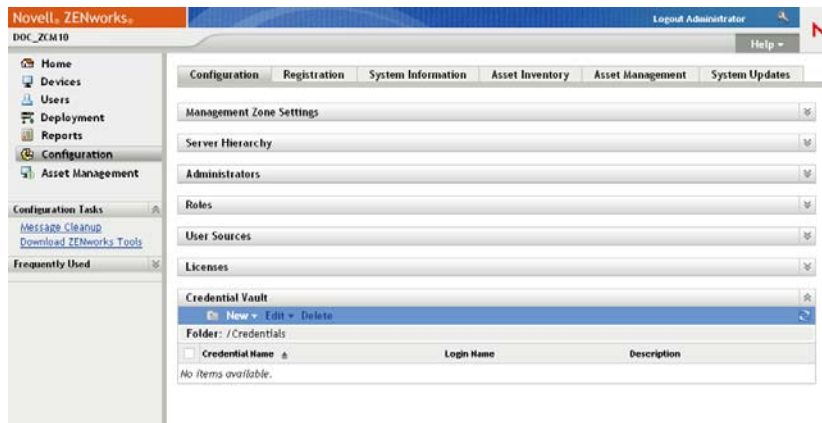 Novell® ZENworks®
Logout Administrator
DOC_ZCM10
Help
N
Home
Devices
Users
Deployment
Reports
Configuration
Asset Management
Configuration Tasks
Message Cleanup
Download ZENworks Tools
Frequently Used
Configuration
Registration
System Information
Asset Inventory
Asset Management
System Updates
Management Zone Settings
Server Hierarchy
Administrators
Roles
User Sources
Licenses
Credential Vault
New Edit Delete
Folder: /Credentials
Credential Name Login Name Description
No items available.